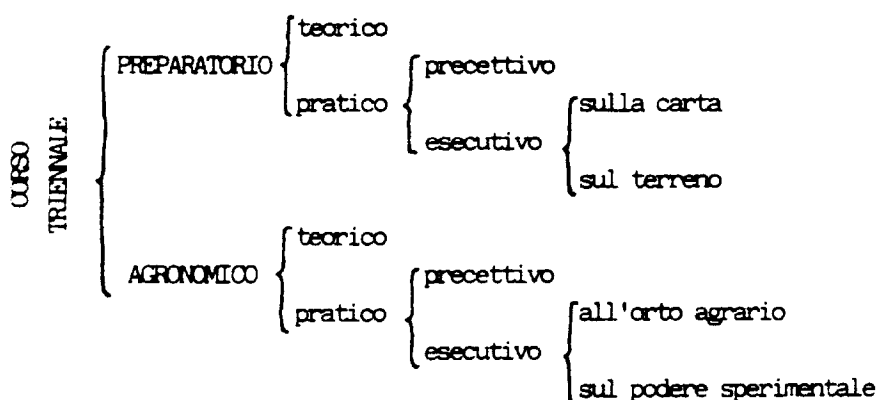 CORSO
TRIENNALE
PREPARATORIO
teorico
pratico
precettivo
esecutivo
sulla carta
sul terreno
AGRONOMICO
teorico
pratico
precettivo
esecutivo
all'orto agrario
sul podere sperimentale